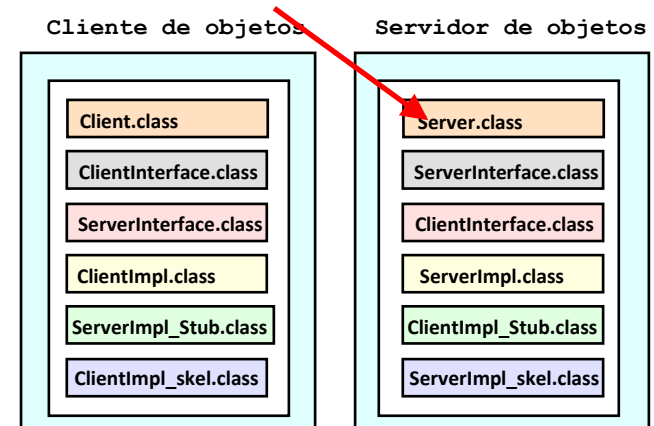 Cliente de objetos
Servidor de objetos
Client.class
ClientInterface.class
ServerInterface.class
ClientImpl.class
ServerImpl_Stub.class
ClientImpl_skel.class
Server.class
ServerInterface.class
ClientInterface.class
ServerImpl.class
ClientImpl_Stub.class
ServerImpl_skel.class